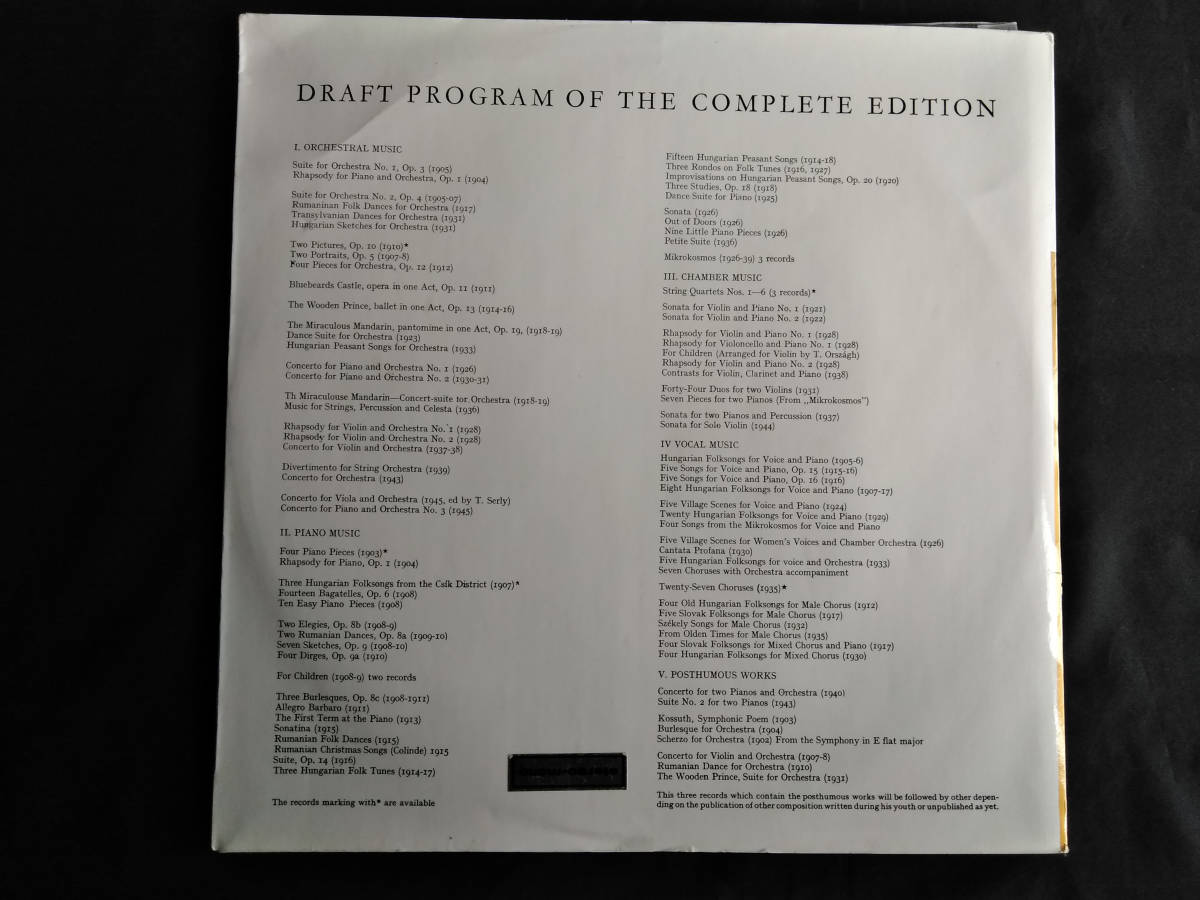 DRAFT PROGRAM OF THE COMPLETE EDITION
I. ORCHESTRAL MUSIC
Suite for Orchestra No. 1, Op. 3 (1905)
Rhapsody for Piano and Orchestra, Op. 1 (1904)
Suite for Orchestra No. 2, Op. 4 (1905-07)
Rumaninan Folk Dances for Orchestra (1917)
Transylvanian Dances for Orchestra (1931)
Hungarian Sketches for Orchestra (1931)
Two Pictures, Op. 10 (1910)*
Two Portraits, Op. 5 (1907-8)
Four Pieces for Orchestra, Op. 12 (1912)
Bluebeards Castle, opera in one Act, Op. 11 (1911)
The Wooden Prince, ballet in one Act, Op. 13 (1914-16)
The Miraculous Mandarin, pantomime in one Act, Op. 19, (1918-19)
Dance Suite for Orchestra (1923)
Hungarian Peasant Songs for Orchestra (1933)
Concerto for Piano and Orchestra No. 1 (1926)
Concerto for Piano and Orchestra No. 2 (1930-31)
Th Miraculouse Mandarin—Concert-suite for Orchestra (1918-19)
Music for Strings, Percussion and Celesta (1936)
Rhapsody for Violin and Orchestra No. 1 (1928)
Rhapsody for Violin and Orchestra No. 2 (1928)
Concerto for Violin and Orchestra (1937-38)
Divertimento for String Orchestra (1939)
Concerto for Orchestra (1943)
Concerto for Viola and Orchestra (1945, ed by T. Serly)
Concerto for Piano and Orchestra No. 3 (1945)
II. PIANO MUSIC
Four Piano Pieces (1903)*
Rhapsody for Piano, Op. 1 (1904)
Three Hungarian Folksongs from the Csík District (1907)*
Fourteen Bagatelles, Op. 6 (1908)
Ten Easy Piano Pieces (1908)
Two Elegies, Op. 8b (1908-9)
Two Rumanian Dances, Op. 8a (1909-10)
Seven Sketches, Op. 9 (1908-10)
Four Dirges, Op. 9a (1910)
For Children (1908-9) two records
Three Burlesques, Op. 8c (1908-1911)
Allegro Barbaro (1911)
The First Term at the Piano (1913)
Sonatina (1915)
Rumanian Folk Dances (1915)
Rumanian Christmas Songs (Colinde) 1915
Suite, Op. 14 (1916)
Three Hungarian Folk Tunes (1914-17)
The records marking with* are available
Fifteen Hungarian Peasant Songs (1914-18)
Three Rondos on Folk Tunes (1916, 1927)
Improvisations on Hungarian Peasant Songs, Op. 20 (1920)
Three Studies, Op. 18 (1918)
Dance Suite for Piano (1925)
Sonata (1926)
Out of Doors (1926)
Nine Little Piano Pieces (1926)
Petite Suite (1936)
Mikrokosmos (1926-39) 3 records
III. CHAMBER MUSIC
String Quartets Nos. 1—6 (3 records)*
Sonata for Violin and Piano No. 1 (1921)
Sonata for Violin and Piano No. 2 (1922)
Rhapsody for Violin and Piano No. 1 (1928)
Rhapsody for Violoncello and Piano No. 1 (1928)
For Children (Arranged for Violin by T. Országh)
Rhapsody for Violin and Piano No. 2 (1928)
Contrasts for Violin, Clarinet and Piano (1938)
Forty-Four Duos for two Violins (1931)
Seven Pieces for two Pianos (From „Mikrokosmos")
Sonata for two Pianos and Percussion (1937)
Sonata for Solo Violin (1944)
IV VOCAL MUSIC
Hungarian Folksongs for Voice and Piano (1905-6)
Five Songs for Voice and Piano, Op. 15 (1915-16)
Five Songs for Voice and Piano, Op. 16 (1916)
Eight Hungarian Folksongs for Voice and Piano (1907-17)
Five Village Scenes for Voice and Piano (1924)
Twenty Hungarian Folksongs for Voice and Piano (1929)
Four Songs from the Mikrokosmos for Voice and Piano
Five Village Scenes for Women's Voices and Chamber Orchestra (1926)
Cantata Profana (1930)
Five Hungarian Folksongs for voice and Orchestra (1933)
Seven Choruses with Orchestra accompaniment
Twenty-Seven Choruses (1935)*
Four Old Hungarian Folksongs for Male Chorus (1912)
Five Slovak Folksongs for Male Chorus (1917)
Székely Songs for Male Chorus (1932)
From Olden Times for Male Chorus (1935)
Four Slovak Folksongs for Mixed Chorus and Piano (1917)
Four Hungarian Folksongs for Mixed Chorus (1930)
V. POSTHUMOUS WORKS
Concerto for two Pianos and Orchestra (1940)
Suite No. 2 for two Pianos (1943)
Kossuth, Symphonic Poem (1903)
Burlesque for Orchestra (1904)
Scherzo for Orchestra (1902) From the Symphony in E flat major
Concerto for Violin and Orchestra (1907-8)
Rumanian Dance for Orchestra (1910)
The Wooden Prince, Suite for Orchestra (1931)
This three records which contain the posthumous works will be followed by other depen-
ding on the publication of other composition written during his youth or unpublished as yet.